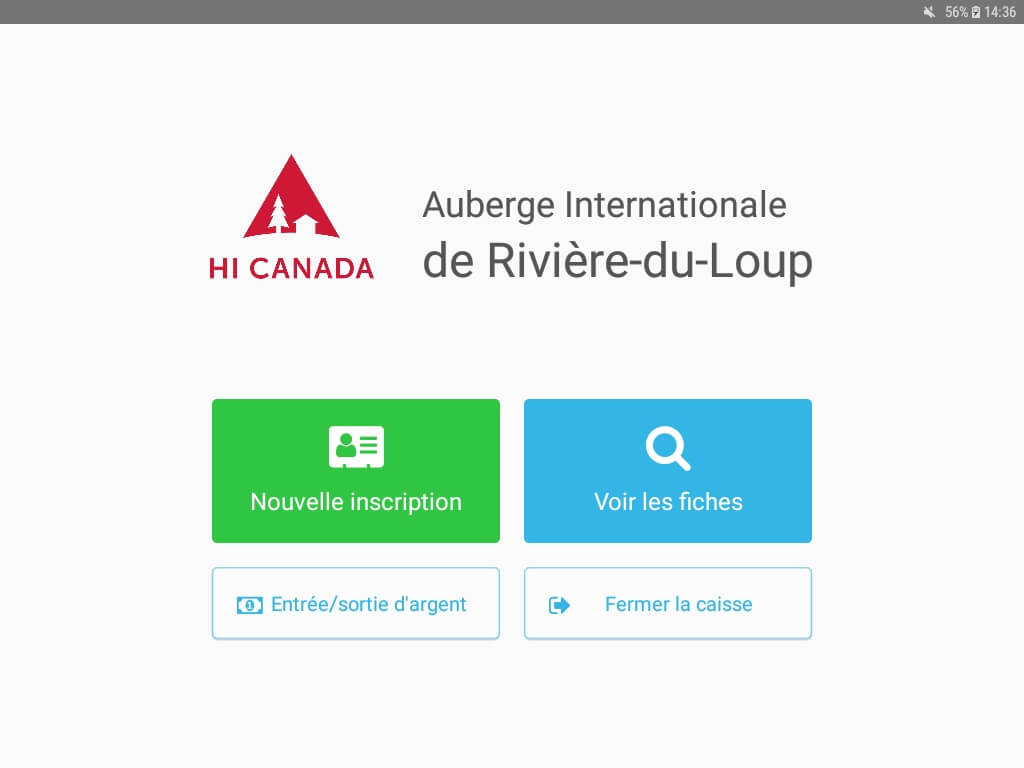 56% 14:36
Auberge Internationale
de Rivière-du-Loup
HI CANADA
Nouvelle inscription
Voir les fiches
Entrée/sortie d'argent
Fermer la caisse